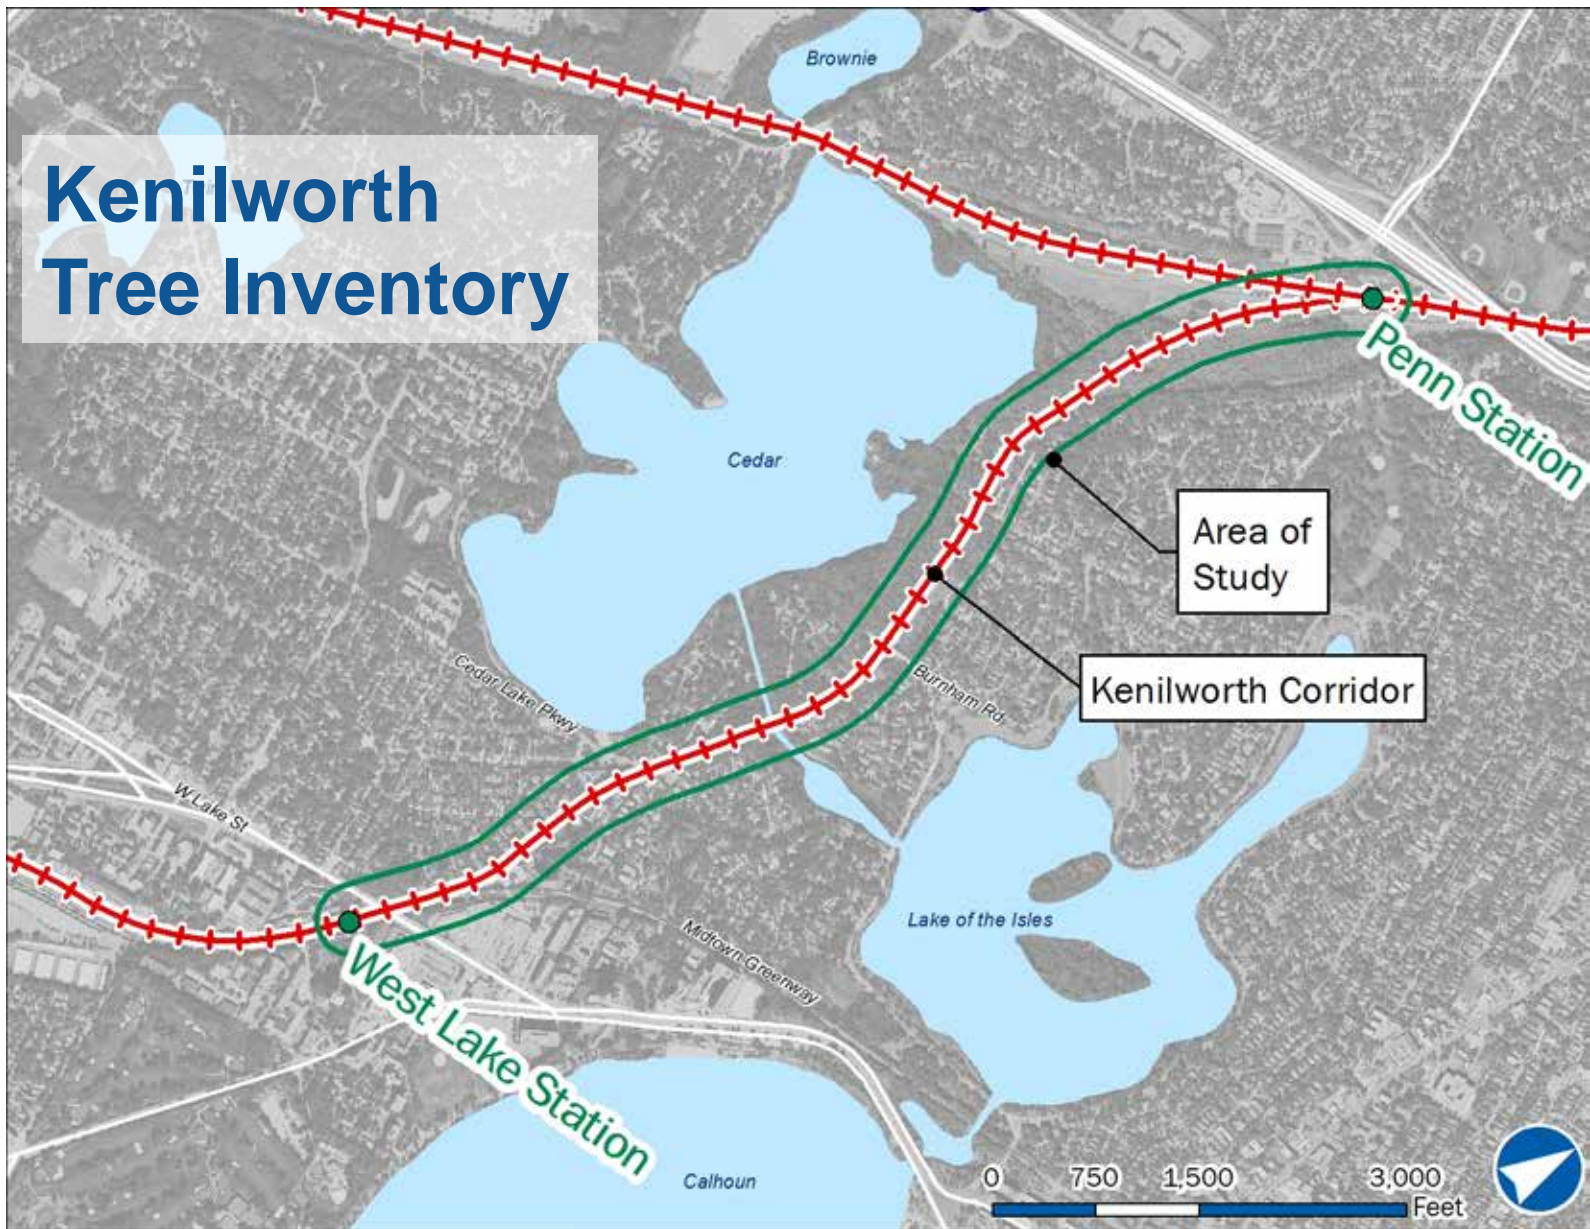 Brownie
Kenilworth
Tree Inventory
Penn Station
Cedar
Area of
Study
Cedar Lake Pkwy
Burnham Rd
Kenilworth Corridor
W Lake St
Lake of the Isles
Midtown Greenway
West Lake Station
Calhoun
0 750 1,500 3,000
Feet